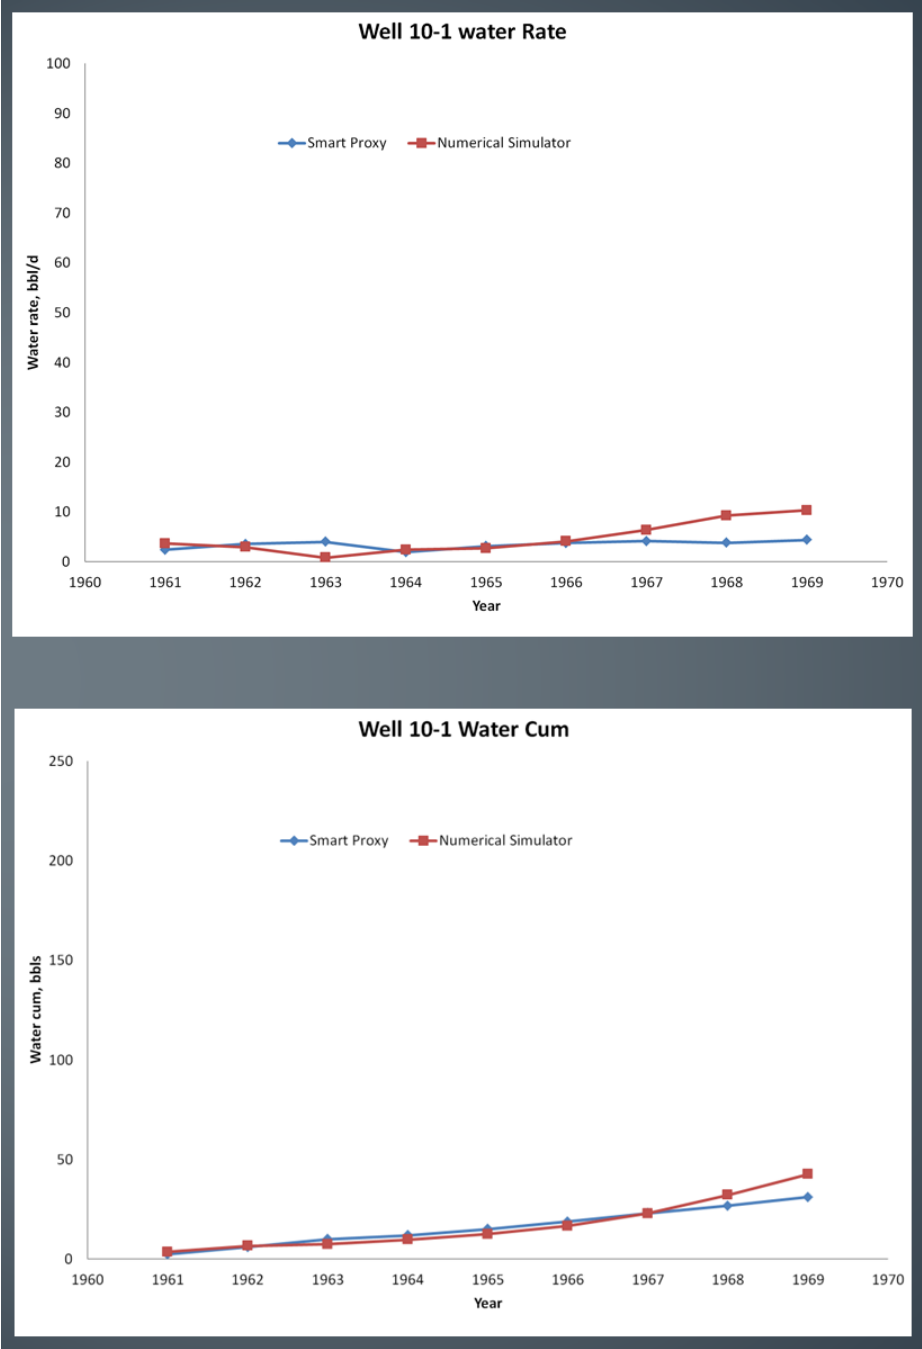 Well 10-1 water Rate
100
90
Smart Proxy Numerical Simulator
80
70
60
Water rate, bbl/d
50
40
30
20
10
0
1960 1961 1962 1963 1964 1965 1966 1967 1968 1969 1970
Year
Well 10-1 Water Cum
250
Smart Proxy Numerical Simulator
200
150
Water cum, bbls
100
50
0
1960 1961 1962 1963 1964 1965 1966 1967 1968 1969 1970
Year